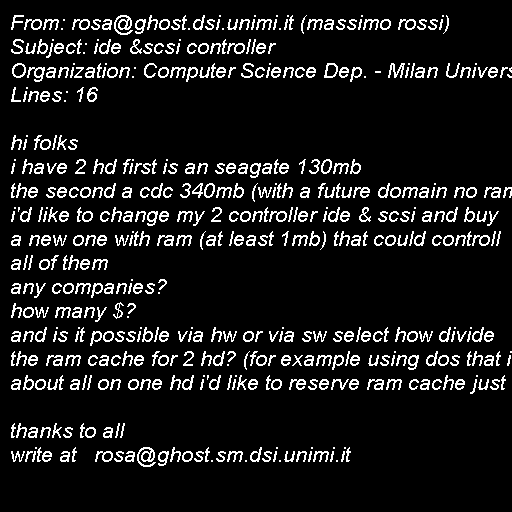 From: rosa@ghost.dsi.unimi.it (massimo rossi)
Subject: ide &scsi controller
Organization: Computer Science Dep. - Milan Univers
Lines: 16

hi folks
i have 2 hd first is an seagate 130mb
the second a cdc 340mb (with a future domain no ram
i'd like to change my 2 controller ide & scsi and buy
a new one with ram (at least 1mb) that could controll
all of them
any companies?
how many $?
and is it possible via hw or via sw select how divide
the ram cache for 2 hd? (for example using dos that i
about all on one hd i'd like to reserve ram cache just

thanks to all
write at   rosa@ghost.sm.dsi.unimi.it